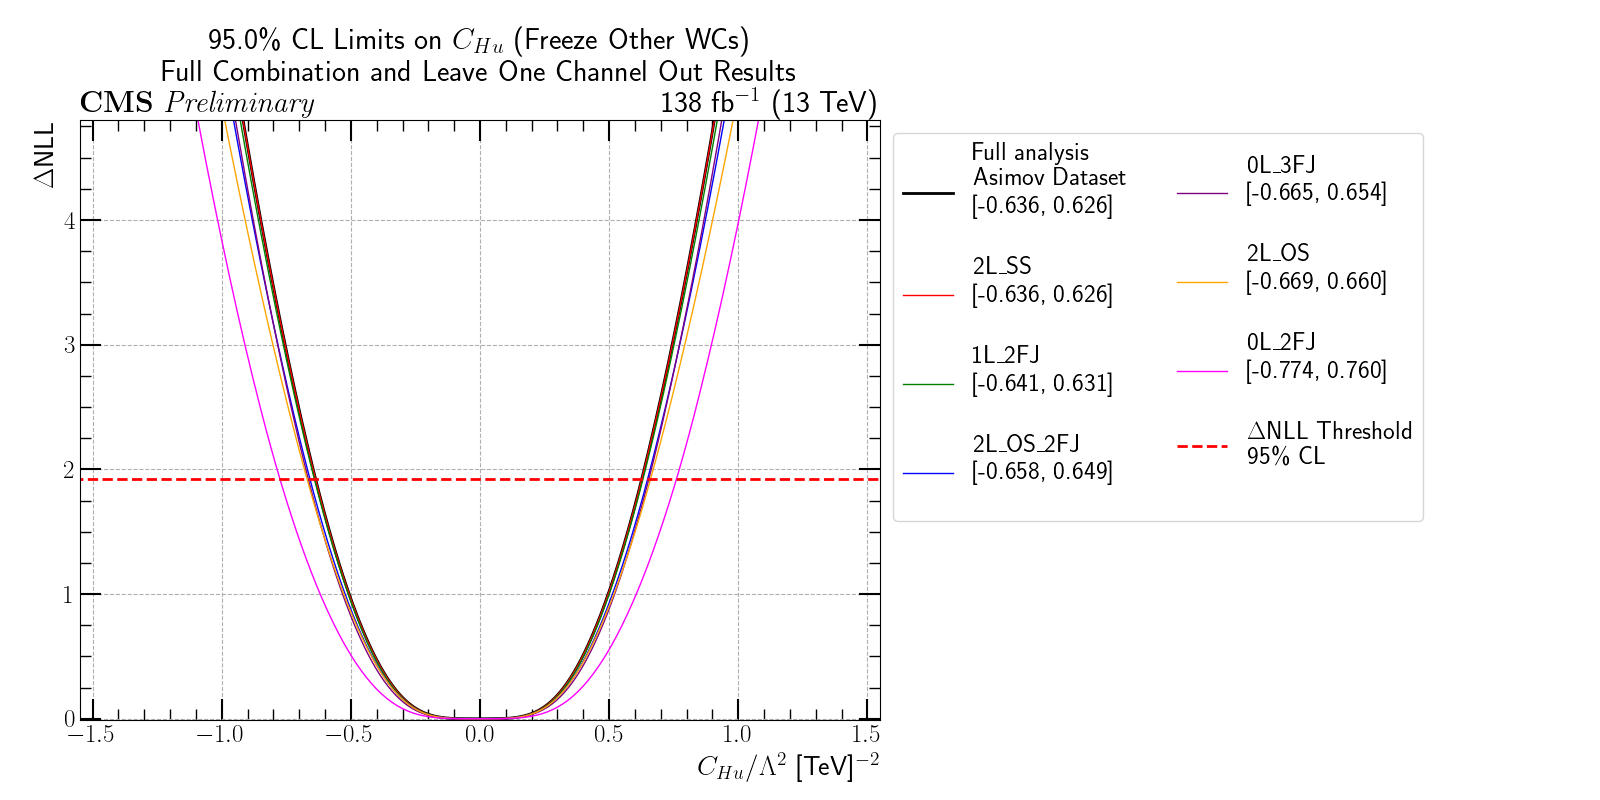 95.0% CL Limits on C_{Hu} (Freeze Other WCs)
Full Combination and Leave One Channel Out Results
CMS Preliminary
138 fb^{-1} (13 TeV)
ΔNLL
4
3
2
1
0
−1.5
−1.0
−0.5
0.0
0.5
1.0
1.5
C_{Hu}/Λ^2 [TeV]^{-2}
Full analysis
Asimov Dataset
[-0.636, 0.626]
2L_SS
[-0.636, 0.626]
1L_2FJ
[-0.641, 0.631]
2L_OS_2FJ
[-0.658, 0.649]
0L_3FJ
[-0.665, 0.654]
2L_OS
[-0.669, 0.660]
0L_2FJ
[-0.774, 0.760]
ΔNLL Threshold
95% CL